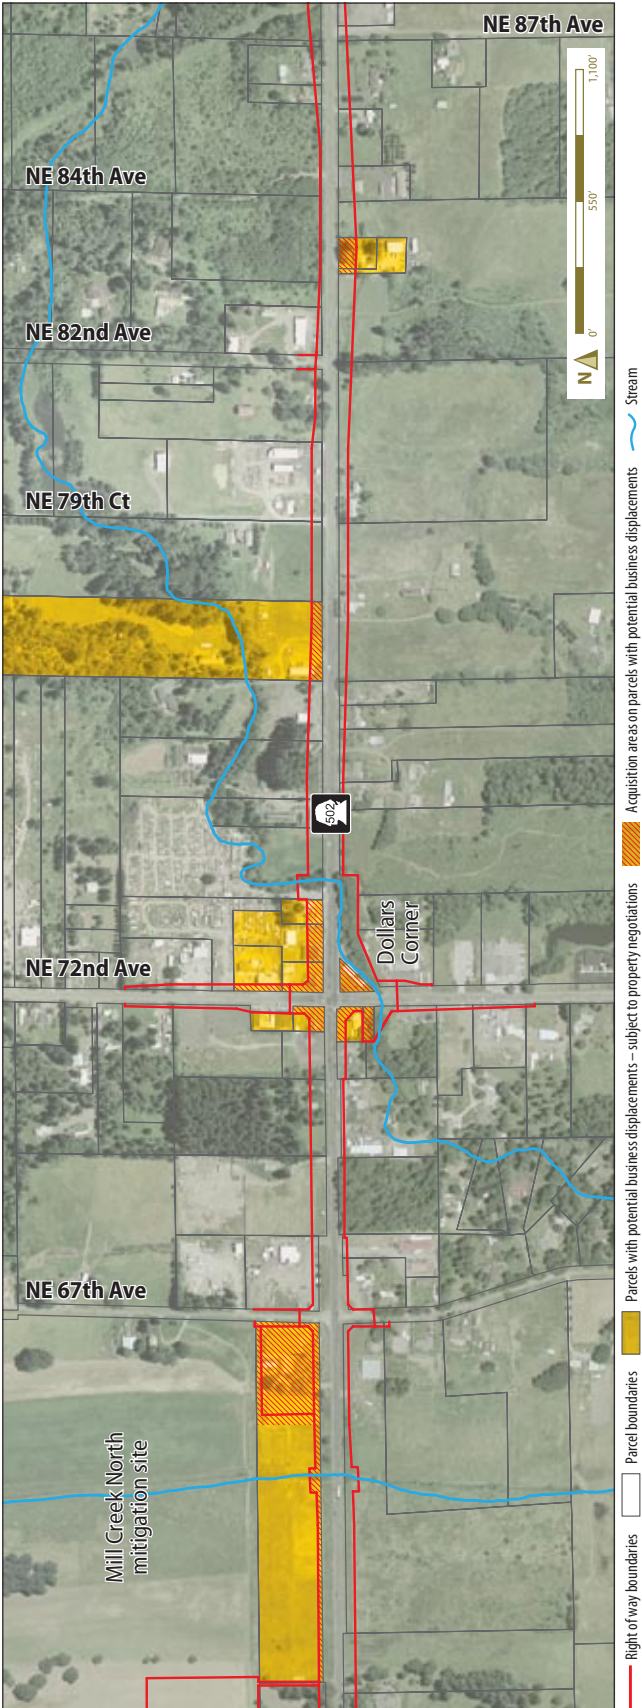 NE 87th Ave
NE 84th Ave
NE 82nd Ave
NE 79th Ct
NE 72nd Ave
NE 67th Ave
502
Dollars
Corner
Mill Creek North
mitigation site
N
0'
550'
1,100'
Right of way boundaries
Parcel boundaries
Parcels with potential business displacements – subject to property negotiations
Acquisition areas on parcels with potential business displacements
Stream